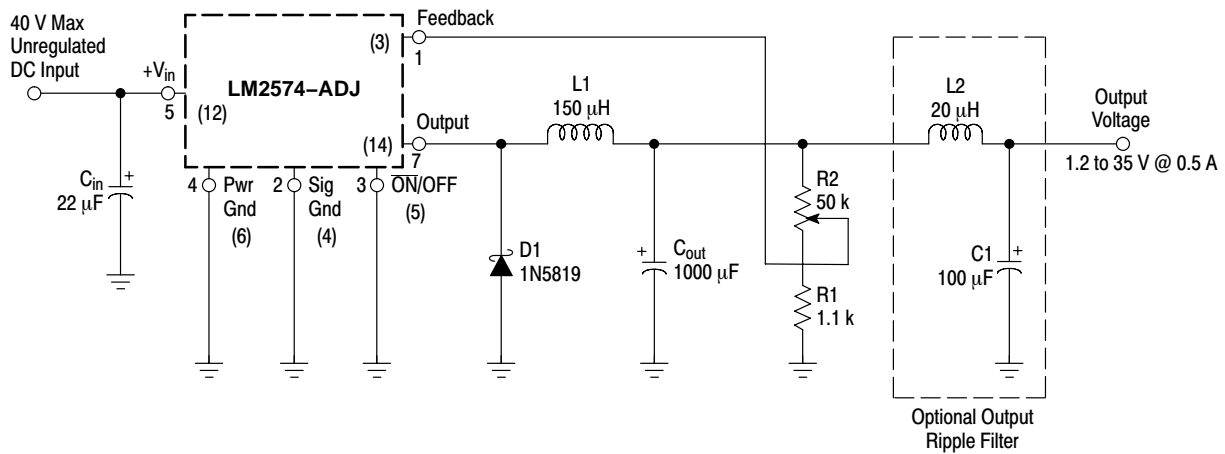 40 V Max
Unregulated
DC Input
+Vin
5
(12)
Cin
22 µF
+
LM2574–ADJ
Feedback
(3)
1
Output
(14)
7
4
Pwr
Gnd
(6)
2
Sig
Gnd
(4)
3
ON/OFF
(5)
D1
1N5819
L1
150 µH
+
Cout
1000 µF
R2
50 k
R1
1.1 k
L2
20 µH
+
C1
100 µF
Output
Voltage
1.2 to 35 V @ 0.5 A
Optional Output
Ripple Filter